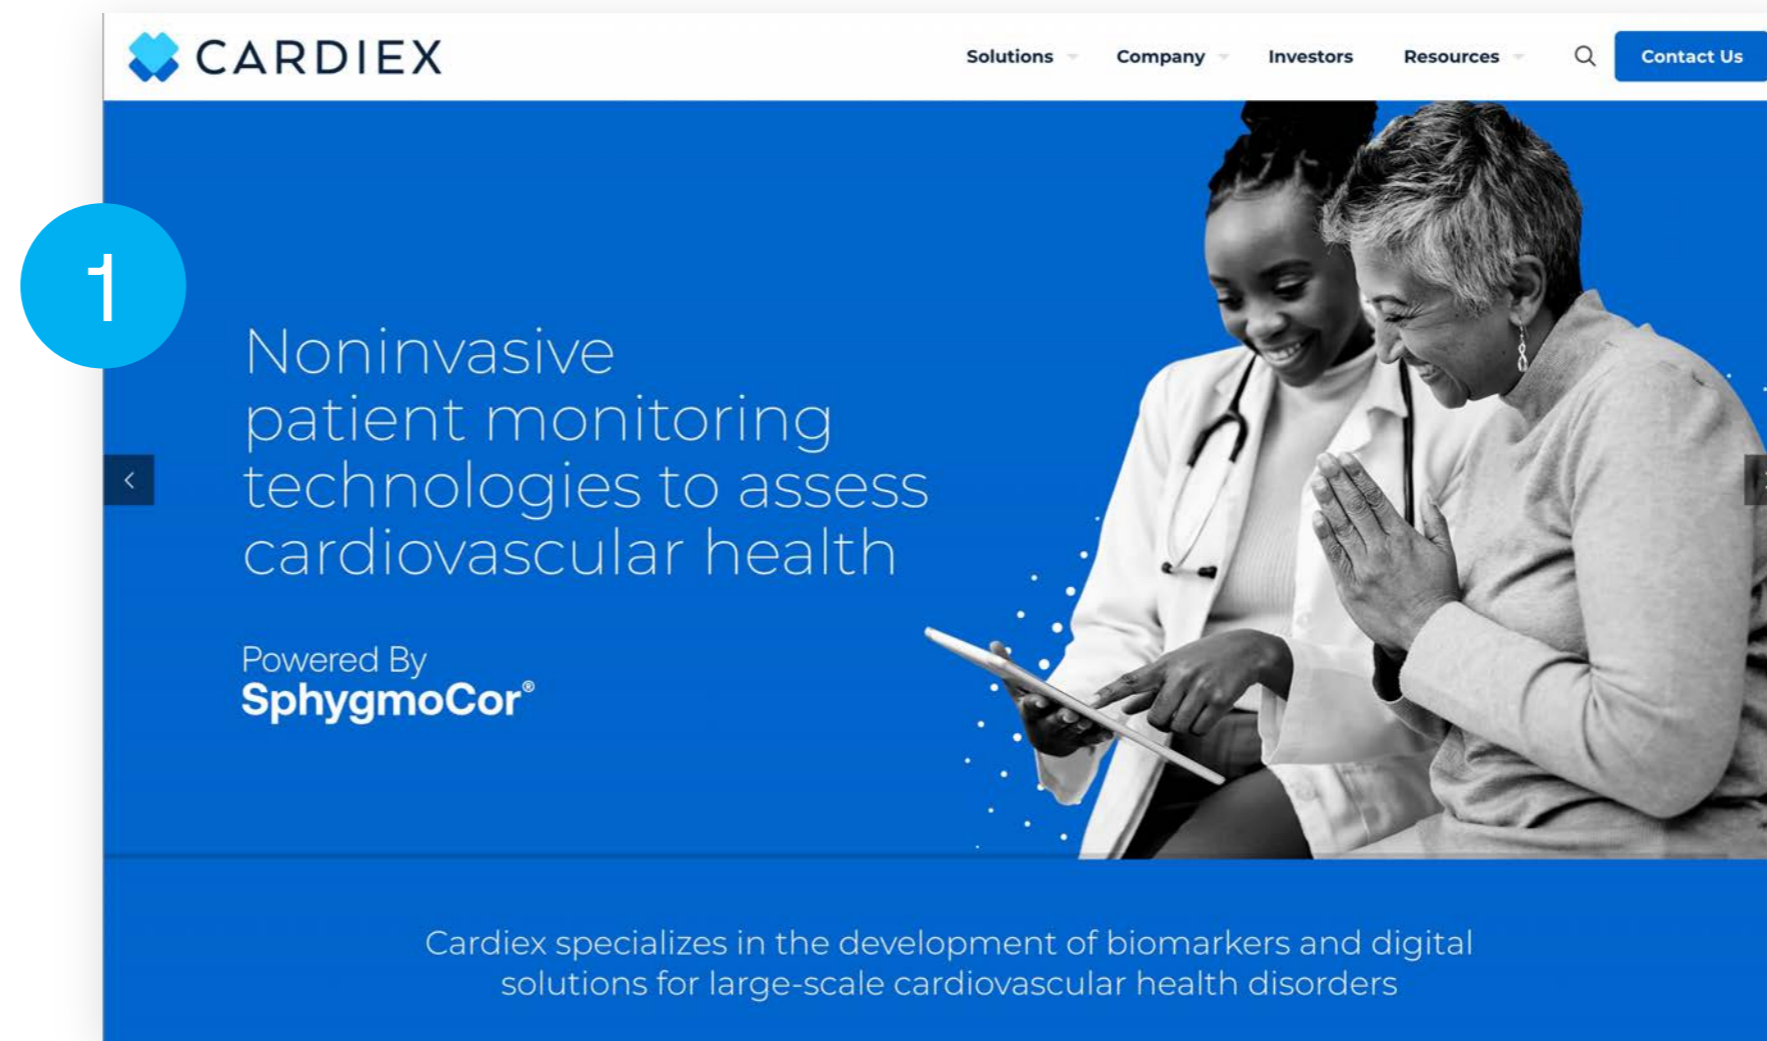 CARDIEX
Solutions Company Investors Resources Contact Us
1
Noninvasive
patient monitoring
technologies to assess
cardiovascular health
Powered By
SphygmoCor®
Cardiex specializes in the development of biomarkers and digital
solutions for large-scale cardiovascular health disorders